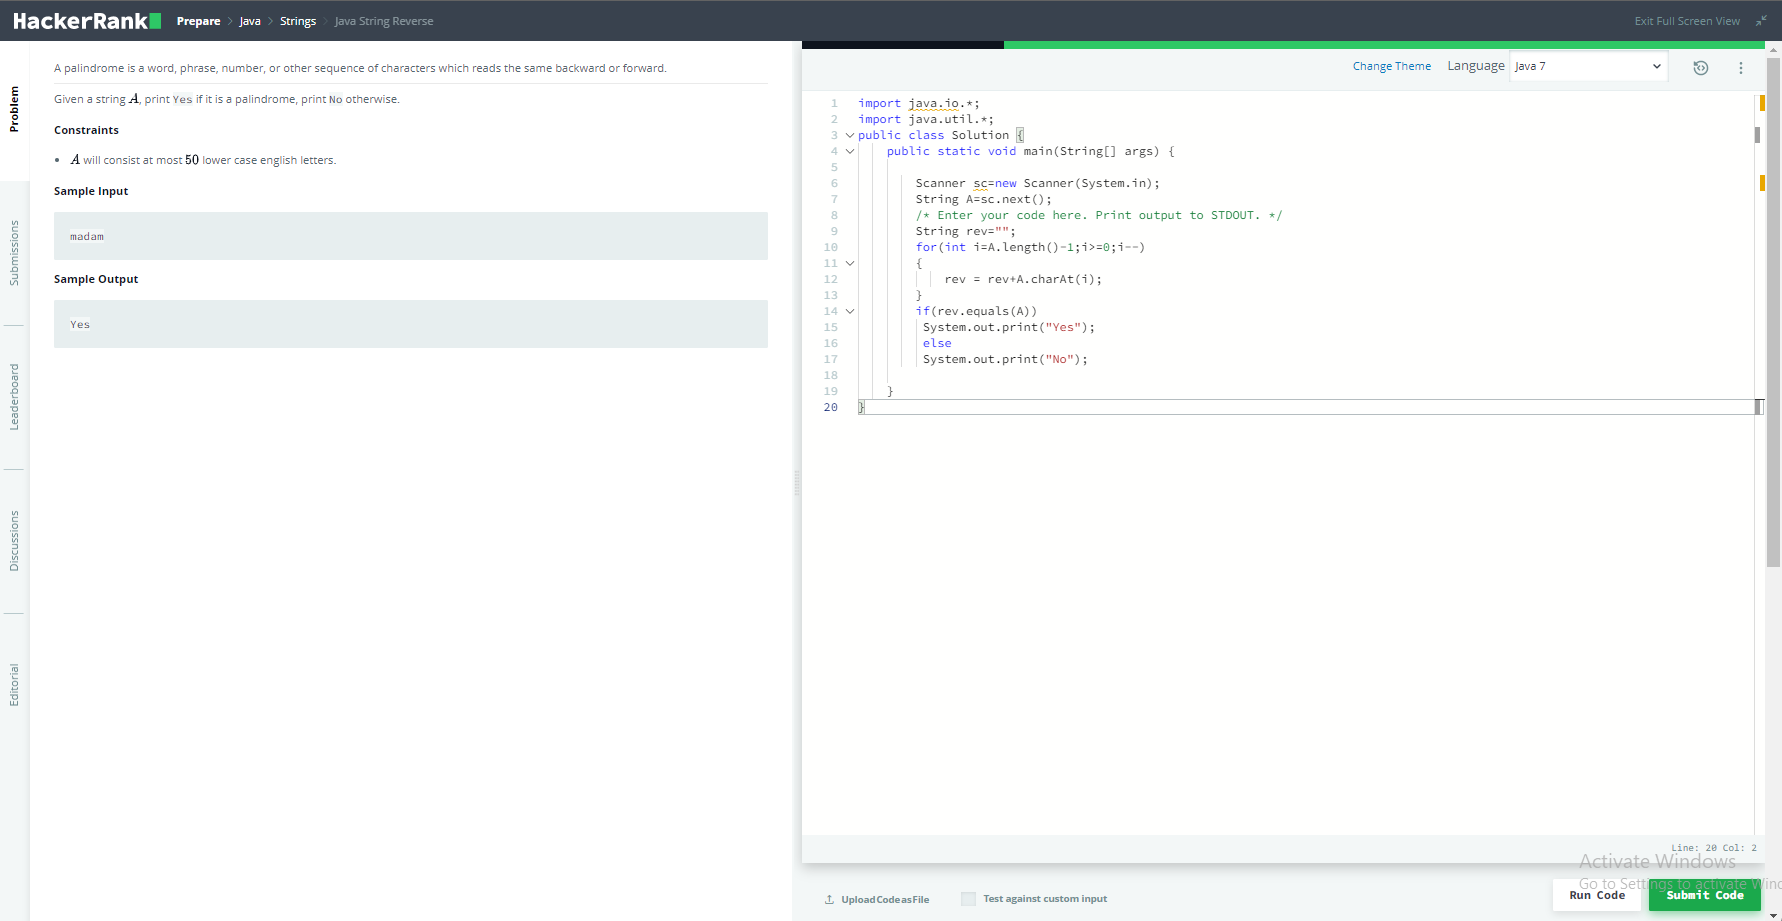 HackerRank Prepare > Java > Strings > Java String Reverse Exit Full Screen View
Problem
Submissions
Leaderboard
Discussions
Editorial
A palindrome is a word, phrase, number, or other sequence of characters which reads the same backward or forward.
Given a string A, print Yes if it is a palindrome, print No otherwise.
Constraints
• A will consist at most 50 lower case english letters.
Sample Input
madam
Sample Output
Yes
Change Theme Language Java 7
1 import java.io.*;
2 import java.util.*;
3 public class Solution {
4 public static void main(String[] args) {
5
6 Scanner sc=new Scanner(System.in);
7 String A=sc.next();
8 /* Enter your code here. Print output to STDOUT. */
9 String rev="";
10 for(int i=A.length()-1;i>=0;i--)
11 {
12 rev = rev+A.charAt(i);
13 }
14 if(rev.equals(A))
15 System.out.print("Yes");
16 else
17 System.out.print("No");
18
19 }
20 }
Line: 20 Col: 2
Activate Windows
Go to Settings to activate Win
Upload Code as File Test against custom input Run Code Submit Code